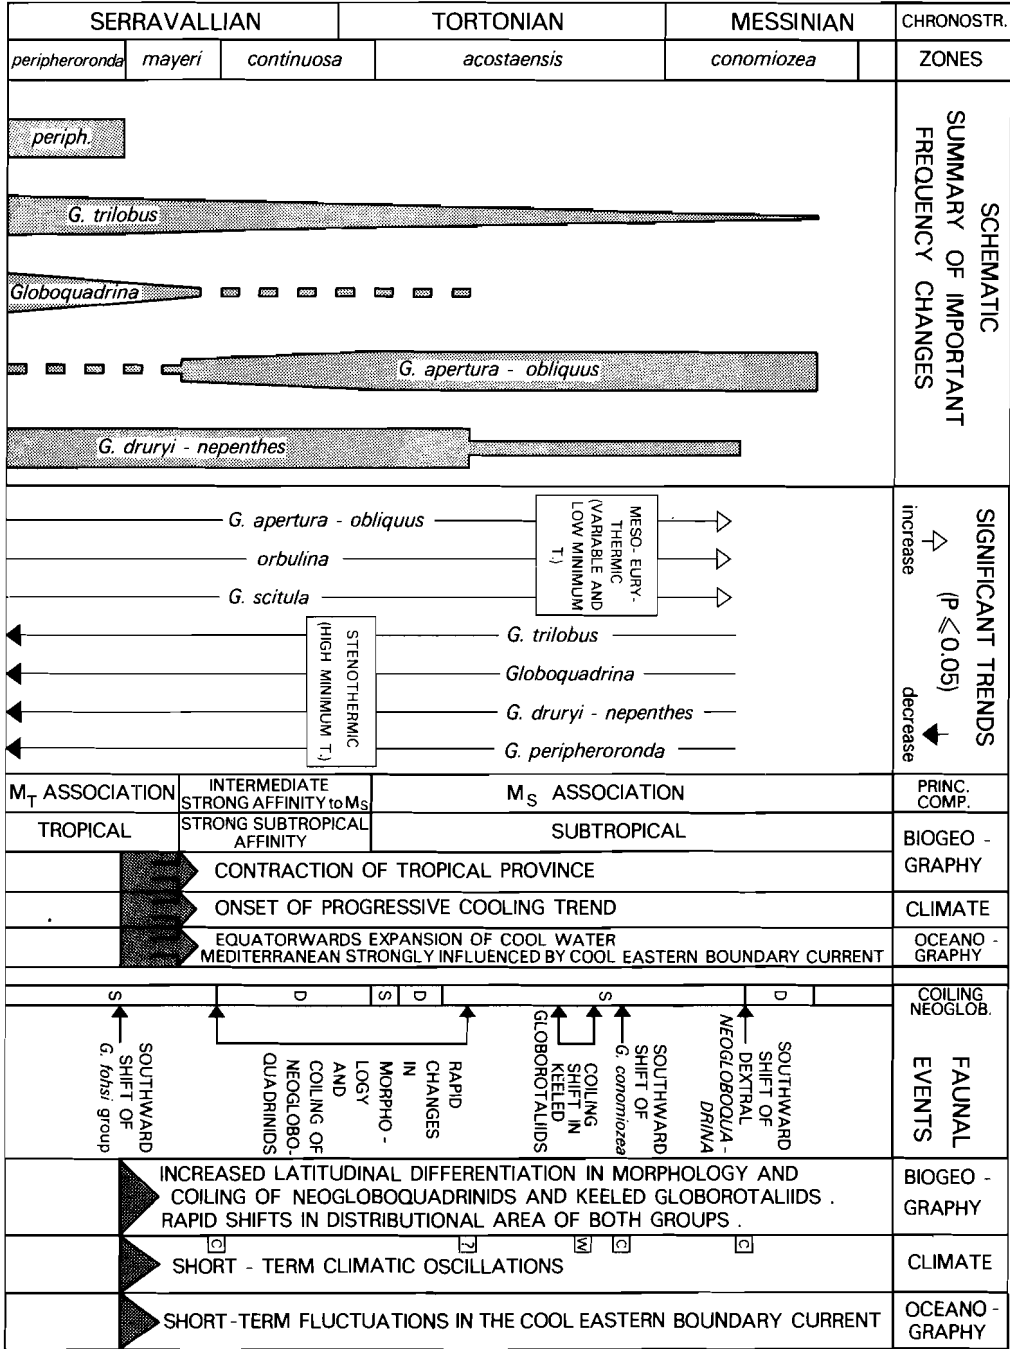 SERRAVALLIAN
TORTONIAN
MESSINIAN
CHRONOSTR.
peripheroronda
mayeri
continuosa
acostaensis
conomiozea
ZONES
SCHEMATIC
SUMMARY OF IMPORTANT
FREQUENCY CHANGES
periph.
G. trilobus
Globoquadrina
G. apertura - obliquus
G. druryi - nepenthes
SIGNIFICANT TRENDS
(P ⩽ 0.05)
increase
decrease
G. apertura - obliquus
orbulina
G. scitula
MESO- EURY-
THERMIC
(VARIABLE AND
LOW MINIMUM
T.)
G. trilobus
Globoquadrina
G. druryi - nepenthes
G. peripheroronda
STENOTHERMIC
(HIGH MINIMUM T.)
M_T ASSOCIATION
INTERMEDIATE
STRONG AFFINITY to M_S
M_S ASSOCIATION
PRINC.
COMP.
TROPICAL
STRONG SUBTROPICAL
AFFINITY
SUBTROPICAL
BIOGEO -
GRAPHY
CONTRACTION OF TROPICAL PROVINCE
ONSET OF PROGRESSIVE COOLING TREND
CLIMATE
EQUATORWARDS EXPANSION OF COOL WATER
MEDITERRANEAN STRONGLY INFLUENCED BY COOL EASTERN BOUNDARY CURRENT
OCEANO -
GRAPHY
S
D
S
D
S
D
COILING
NEOGLOB.
FAUNAL
EVENTS
SOUTHWARD
SHIFT OF
G. fohsi group
RAPID
CHANGES
IN
MORPHO -
LOGY
AND
COILING OF
NEOGLOBO-
QUADRINIDS
COILING
SHIFT IN
KEELED
GLOBOROTALIIDS
SOUTHWARD
SHIFT OF
G. conomiozea
SOUTHWARD
SHIFT OF
DEXTRAL
NEOGLOBOQUA -
DRINA
INCREASED LATITUDINAL DIFFERENTIATION IN MORPHOLOGY AND
COILING OF NEOGLOBOQUADRINIDS AND KEELED GLOBOROTALIIDS .
RAPID SHIFTS IN DISTRIBUTIONAL AREA OF BOTH GROUPS .
BIOGEO -
GRAPHY
C
?
W
C
C
SHORT - TERM CLIMATIC OSCILLATIONS
CLIMATE
SHORT -TERM FLUCTUATIONS IN THE COOL EASTERN BOUNDARY CURRENT
OCEANO -
GRAPHY